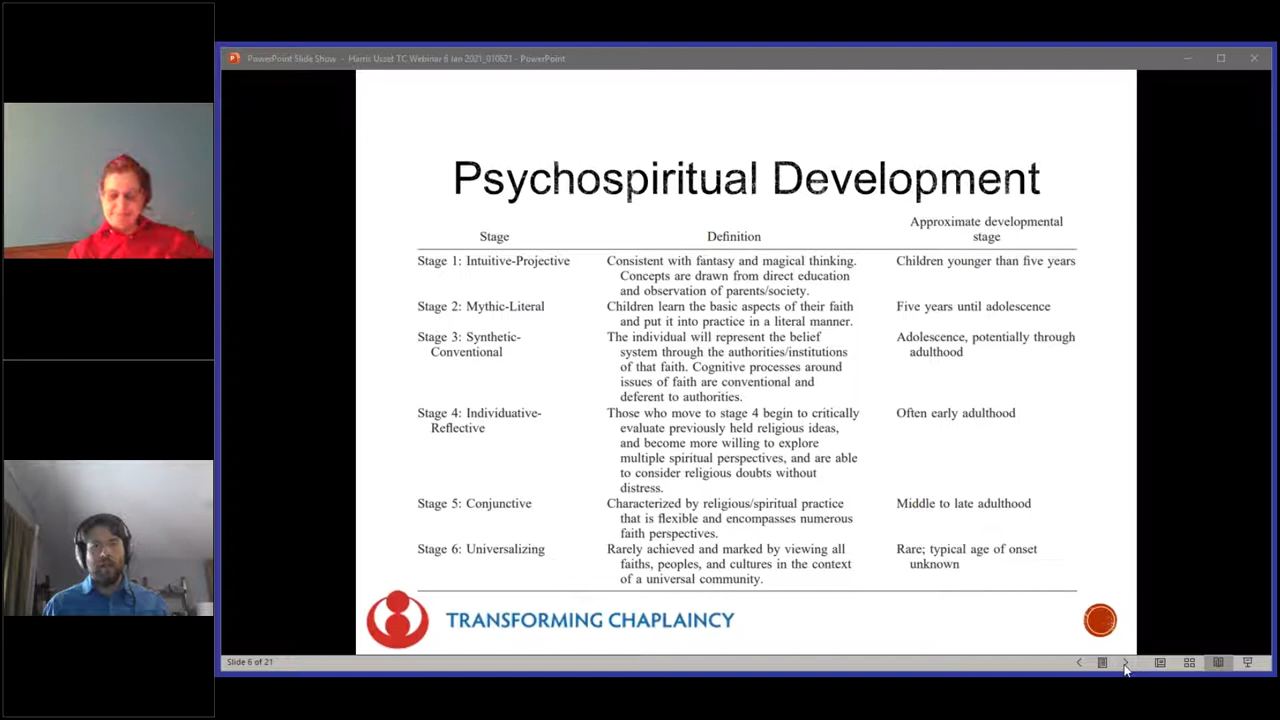 PowerPoint Slide Show - Harris Usset TC Webinar 6 Jan 2021_010621 - PowerPoint
Psychospiritual Development
Stage
Definition
Approximate developmental
stage
Stage 1: Intuitive-Projective
Consistent with fantasy and magical thinking.
Concepts are drawn from direct education
and observation of parents/society.
Children younger than five years
Stage 2: Mythic-Literal
Children learn the basic aspects of their faith
and put it into practice in a literal manner.
Five years until adolescence
Stage 3: Synthetic-
Conventional
The individual will represent the belief
system through the authorities/institutions
of that faith. Cognitive processes around
issues of faith are conventional and
deferent to authorities.
Adolescence, potentially through
adulthood
Stage 4: Individuative-
Reflective
Those who move to stage 4 begin to critically
evaluate previously held religious ideas,
and become more willing to explore
multiple spiritual perspectives, and are able
to consider religious doubts without
distress.
Often early adulthood
Stage 5: Conjunctive
Characterized by religious/spiritual practice
that is flexible and encompasses numerous
faith perspectives.
Middle to late adulthood
Stage 6: Universalizing
Rarely achieved and marked by viewing all
faiths, peoples, and cultures in the context
of a universal community.
Rare; typical age of onset
unknown
TRANSFORMING CHAPLAINCY
Slide 6 of 21